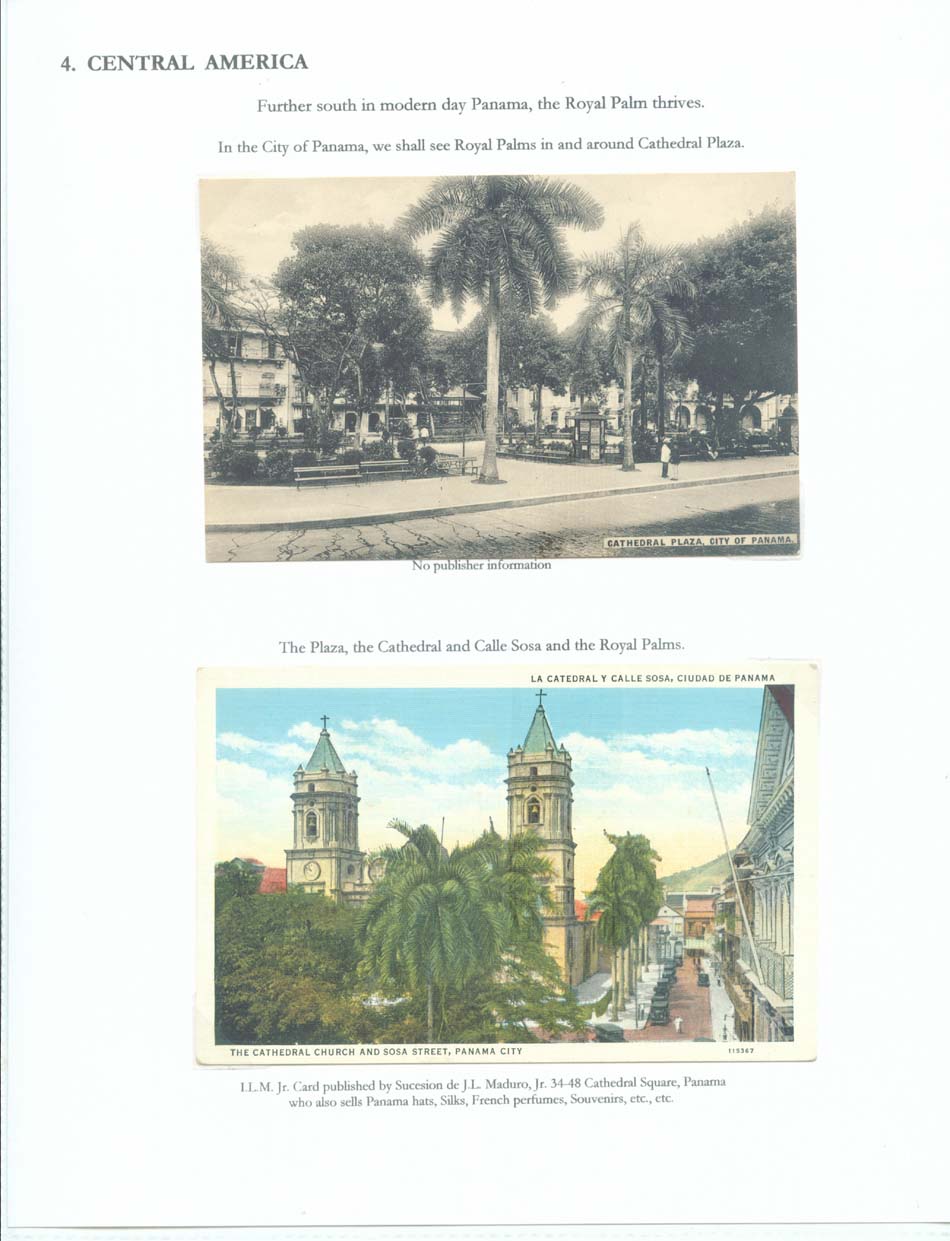 4. CENTRAL AMERICA
Further south in modern day Panama, the Royal Palm thrives.
In the City of Panama, we shall see Royal Palms in and around Cathedral Plaza.
CATHEDRAL PLAZA, CITY OF PANAMA.
No publisher information
The Plaza, the Cathedral and Calle Sosa and the Royal Palms.
LA CATEDRAL Y CALLE SOSA, CIUDAD DE PANAMA
THE CATHEDRAL CHURCH AND SOSA STREET, PANAMA CITY
115367
I.L.M. Jr. Card published by Sucesion de J.L. Maduro, Jr. 34-48 Cathedral Square, Panama
who also sells Panama hats, Silks, French perfumes, Souvenirs, etc., etc.